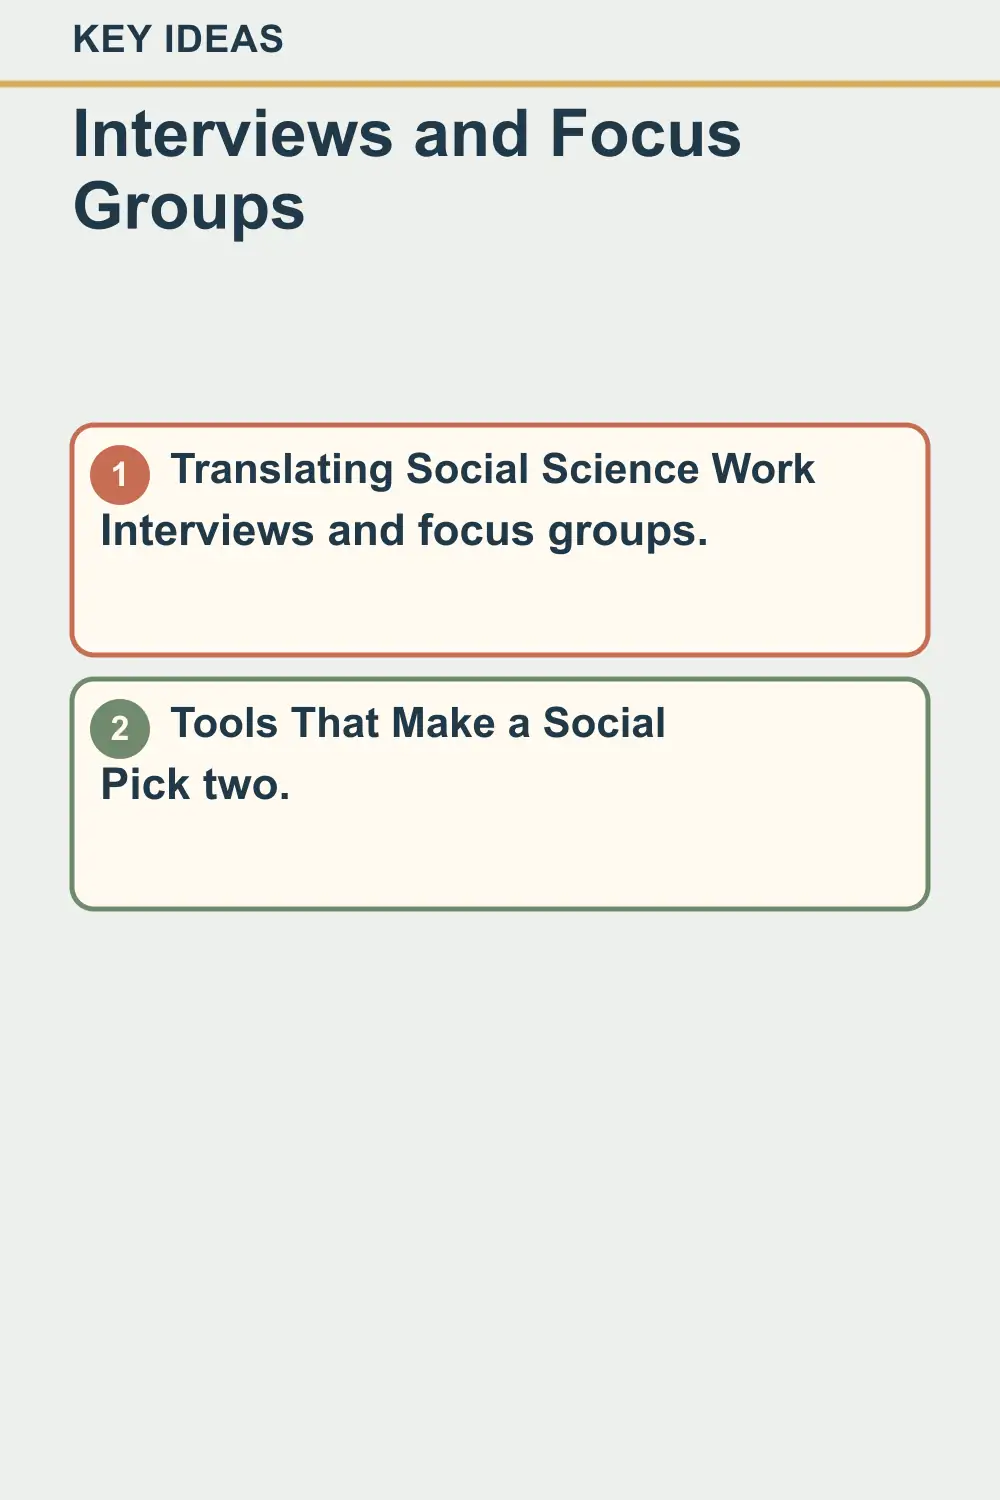 KEY IDEAS
Interviews and Focus
Groups
1 Translating Social Science Work
Interviews and focus groups.
2 Tools That Make a Social
Pick two.